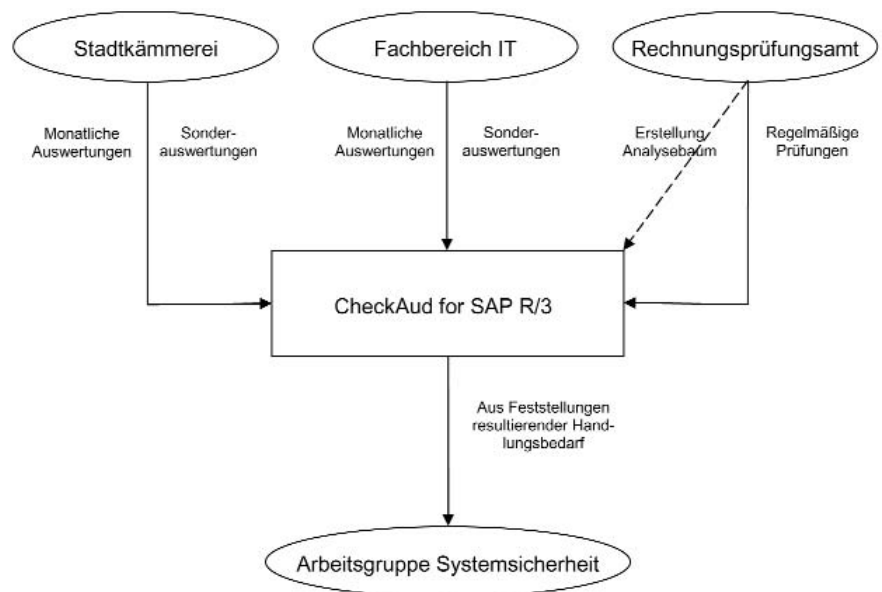 Stadtkämmerei
Fachbereich IT
Rechnungsprüfungsamt
Monatliche
Auswertungen
Sonder-
auswertungen
Monatliche
Auswertungen
Sonder-
auswertungen
Erstellung
Analysebaum
Regelmäßige
Prüfungen
CheckAud for SAP R/3
Aus Feststellungen
resultierender Hand-
lungsbedarf
Arbeitsgruppe Systemsicherheit